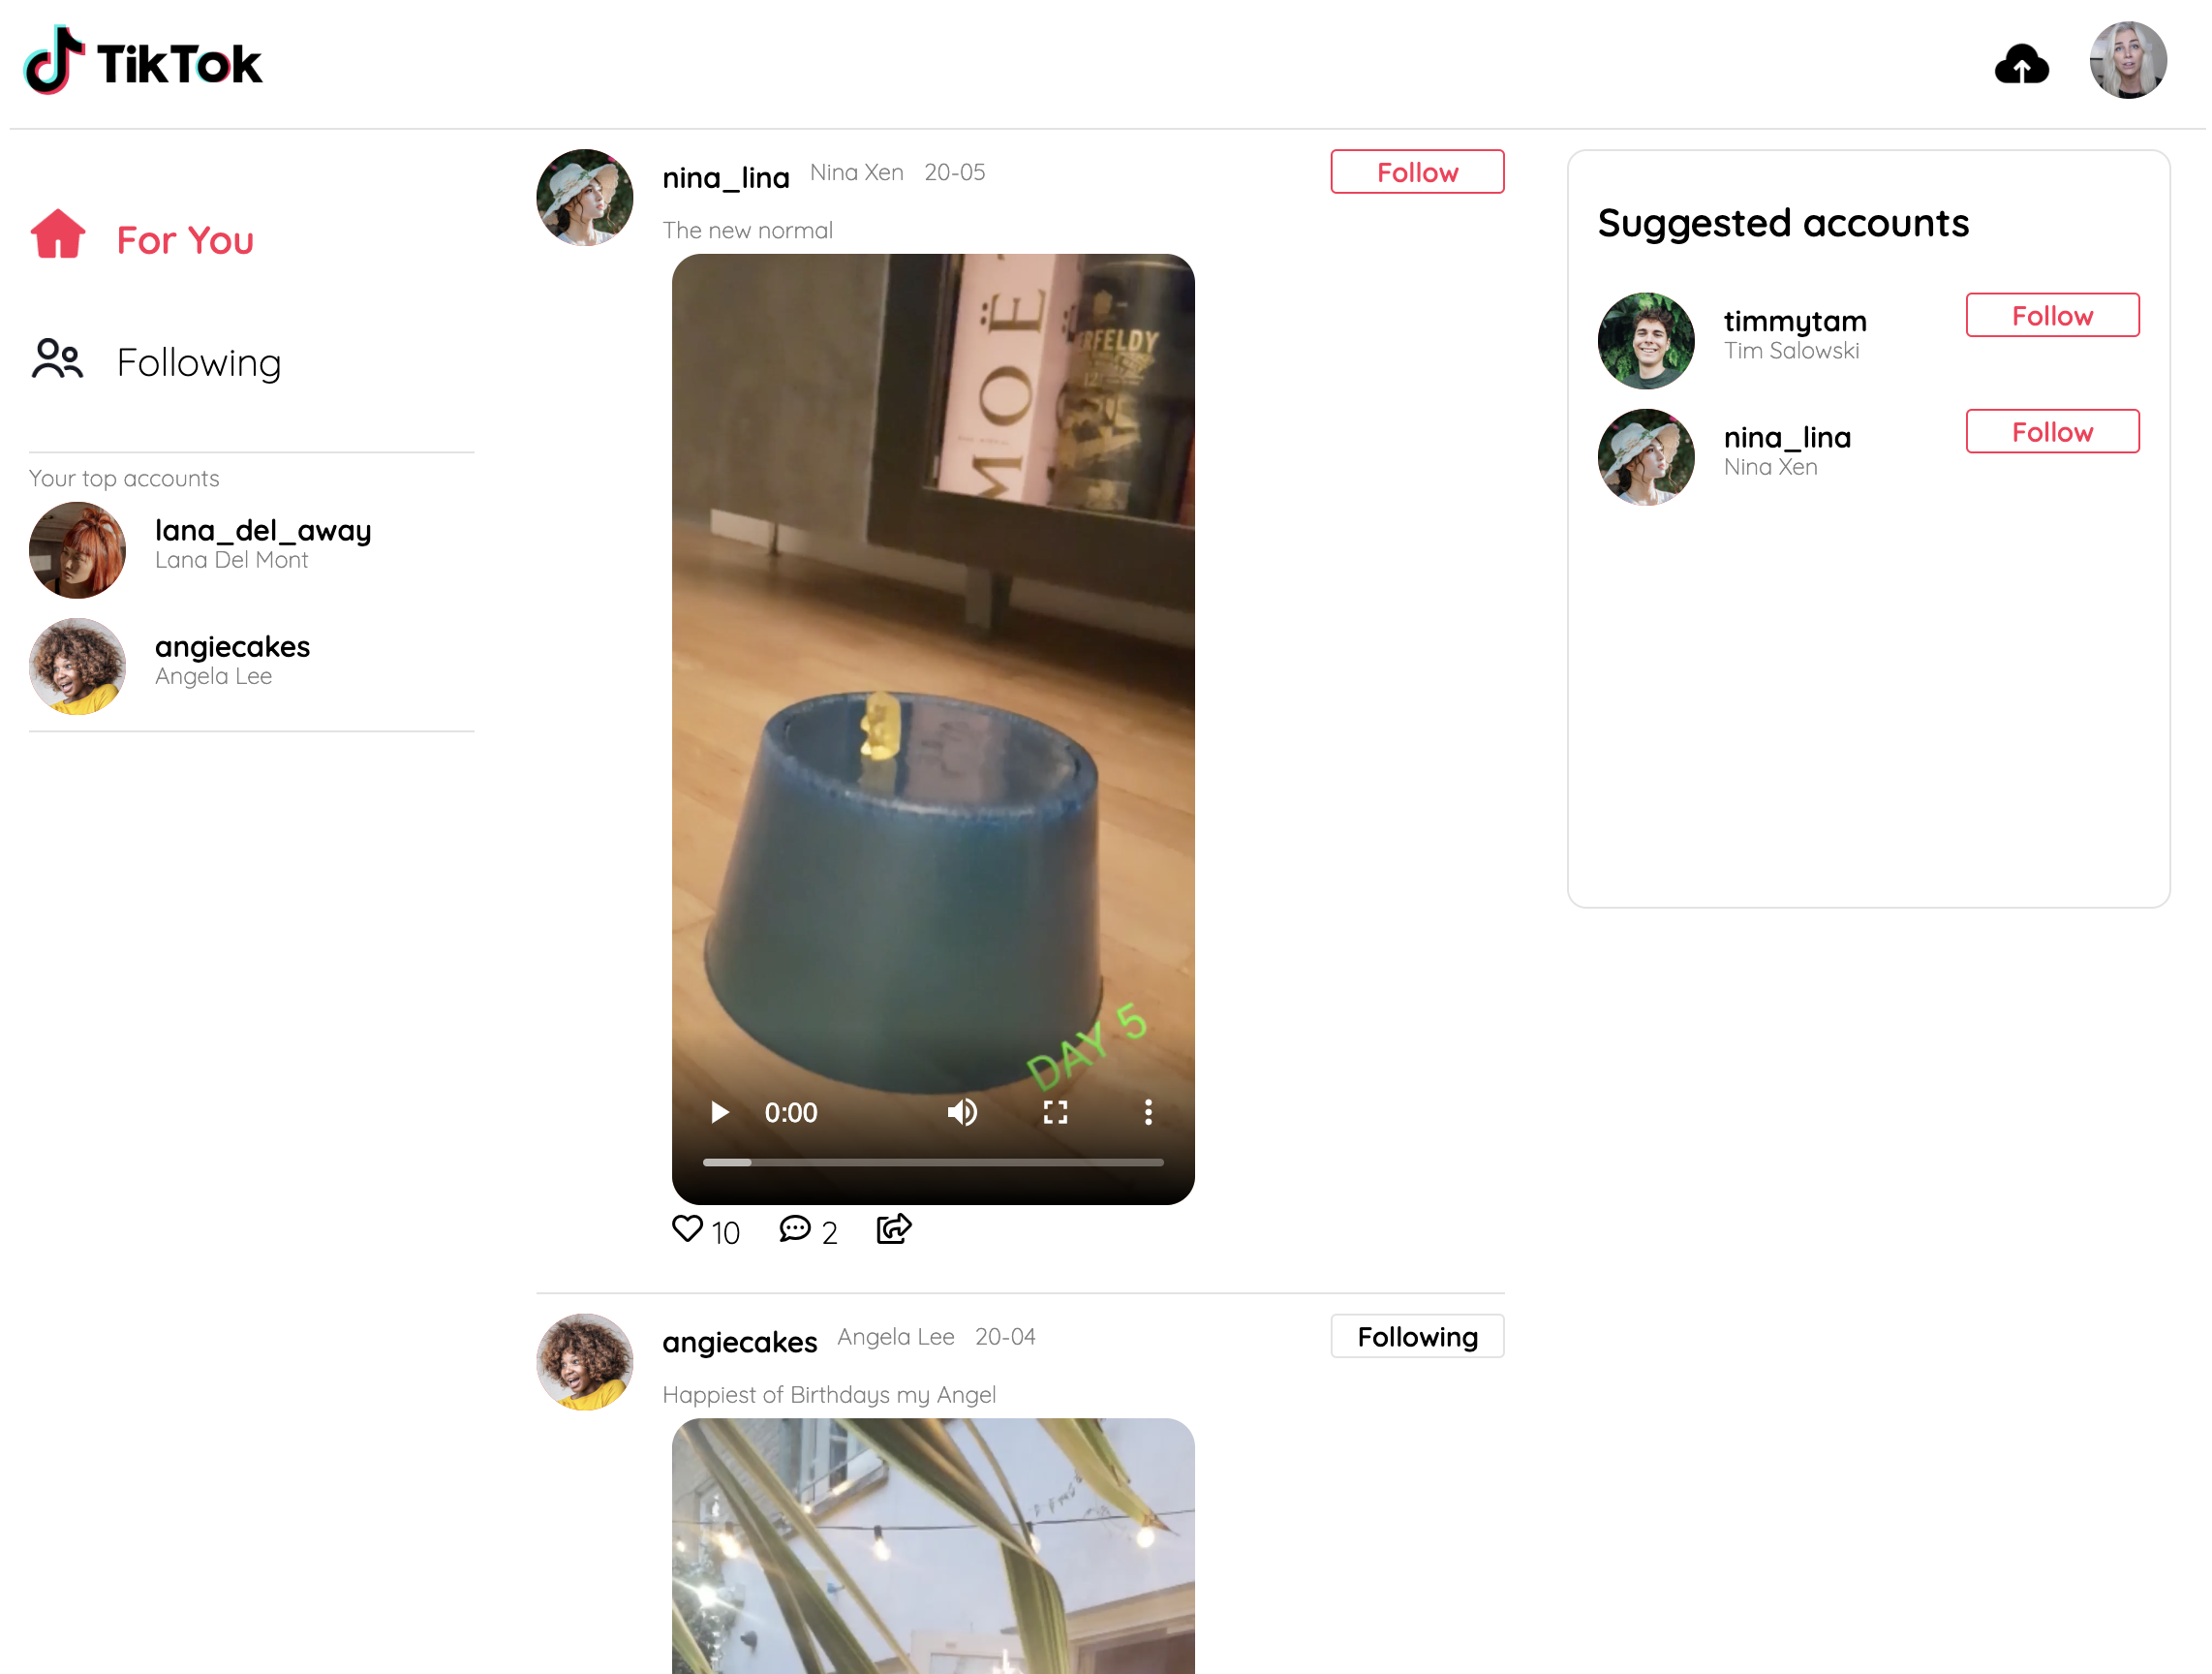 TikTok
For You
Following
Your top accounts
lana_del_away
Lana Del Mont
angiecakes
Angela Lee
nina_lina Nina Xen 20-05
Follow
The new normal
MOË
ERFELDY
12
DAY 5
0:00
10 2
angiecakes Angela Lee 20-04
Following
Happiest of Birthdays my Angel
Suggested accounts
timmytam
Tim Salowski
Follow
nina_lina
Nina Xen
Follow